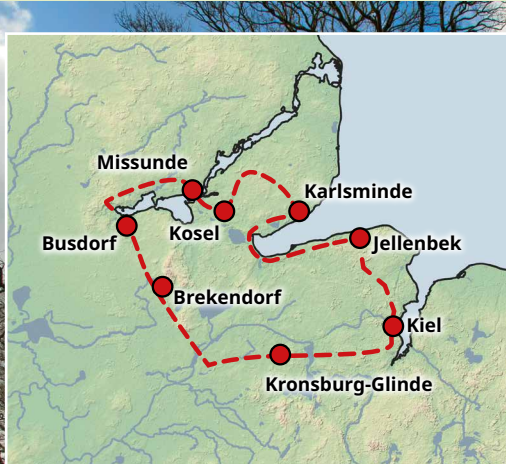 Missunde
Karlsminde
Kosel
Busdorf
Jellenbek
Brekendorf
Kiel
Kronsburg-Glinde